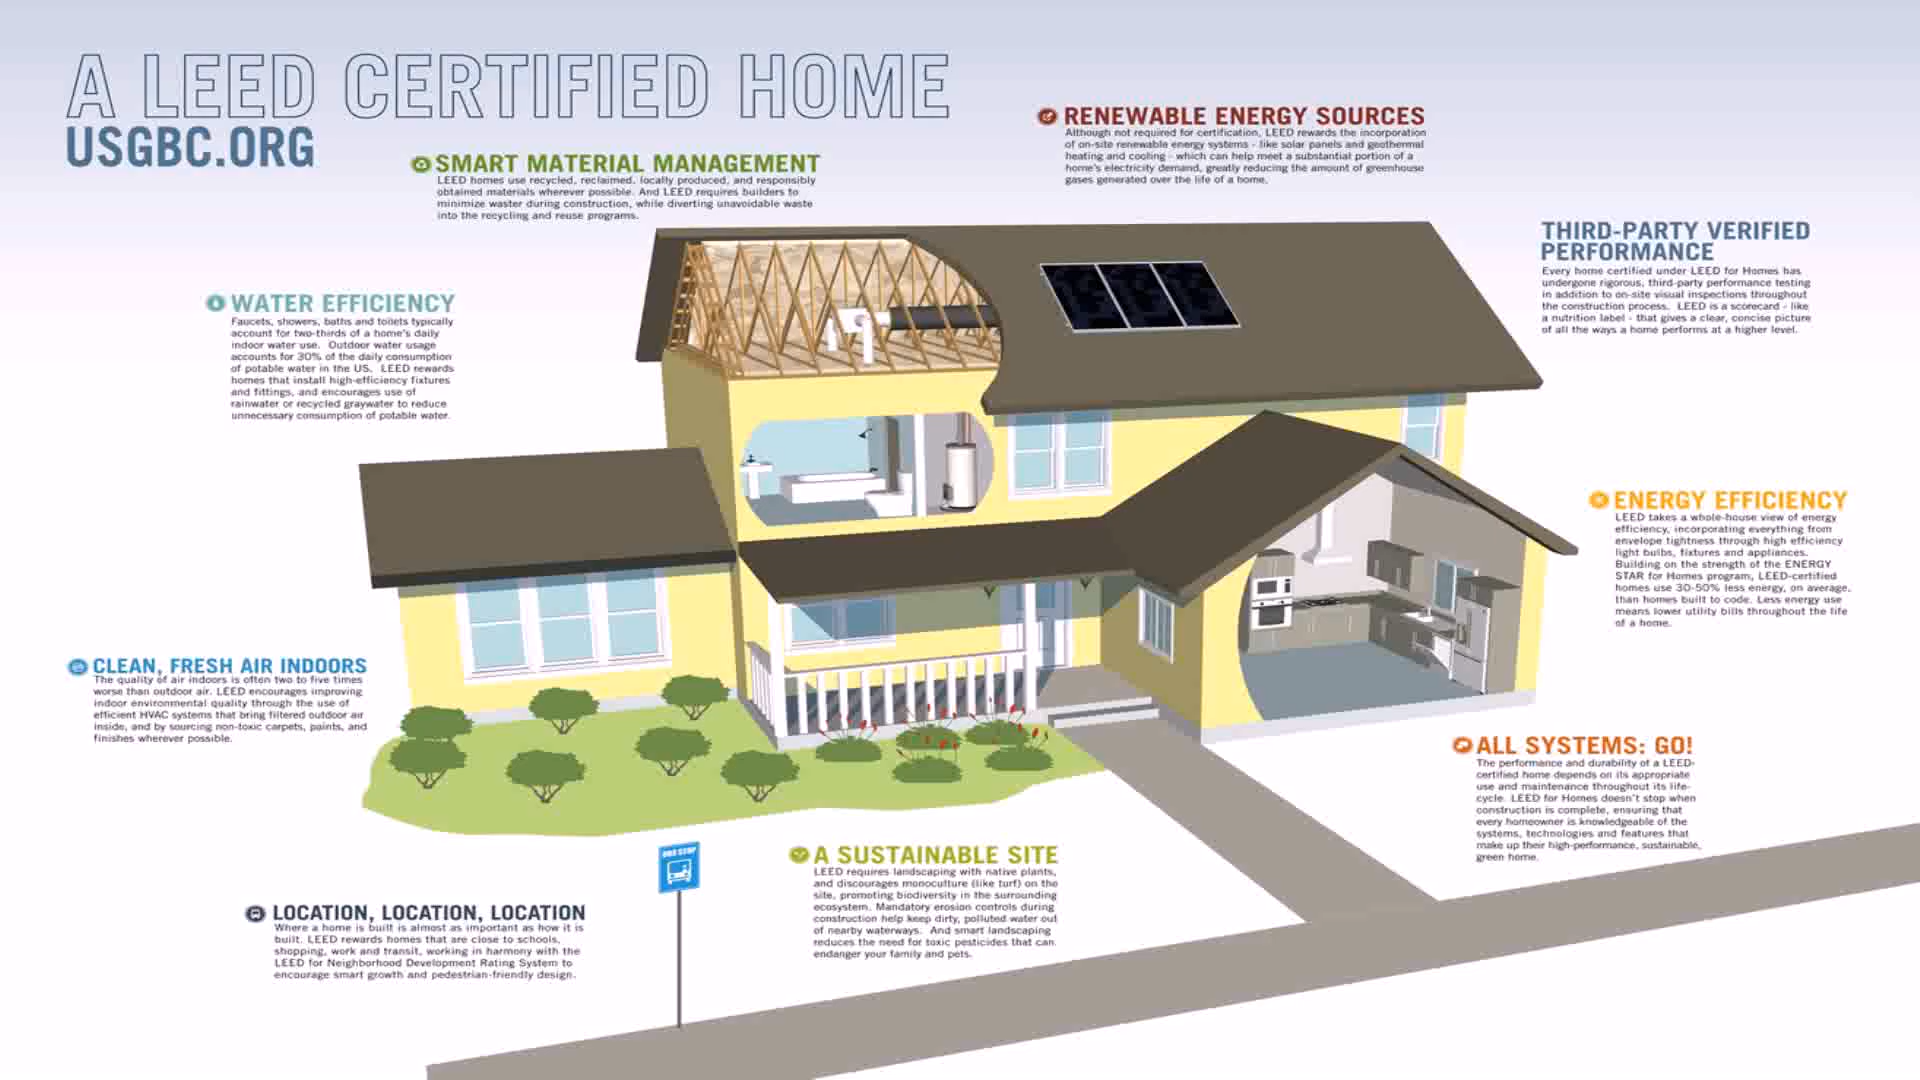 A LEED CERTIFIED HOME
USGBC.ORG
SMART MATERIAL MANAGEMENT
LEED homes use recycled, reclaimed, locally produced, and responsibly
obtained materials wherever possible. And LEED requires builders to
minimize waster during construction, while diverting unavoidable waste
into the recycling and reuse programs.
RENEWABLE ENERGY SOURCES
Although not required for certification, LEED rewards the incorporation
of on-site renewable energy systems - like solar panels and geothermal
heating and cooling - which can help meet a substantial portion of a
home's electricity demand, greatly reducing the amount of greenhouse
gases generated over the life of a home.
THIRD-PARTY VERIFIED
PERFORMANCE
Every home certified under LEED for Homes has
undergone rigorous, third-party performance testing
in addition to on-site visual inspections throughout
the construction process. LEED is a scorecard - like
a nutrition label - that gives a clear, concise picture
of all the ways a home performs at a higher level.
WATER EFFICIENCY
Faucets, showers, baths and toilets typically
account for two-thirds of a home's daily
indoor water use. Outdoor water usage
accounts for 30% of the daily consumption
of potable water in the US. LEED rewards
homes that install high-efficiency fixtures
and fittings, and encourages use of
rainwater or recycled graywater to reduce
unnecessary consumption of potable water.
ENERGY EFFICIENCY
LEED takes a whole-house view of energy
efficiency, incorporating everything from
envelope tightness through high efficiency
light bulbs, fixtures and appliances.
Building on the strength of the ENERGY
STAR for Homes program, LEED-certified
homes use 30-50% less energy, on average,
than homes built to code. Less energy use
means lower utility bills throughout the life
of a home.
CLEAN, FRESH AIR INDOORS
The quality of air indoors is often two to five times
worse than outdoor air. LEED encourages improving
indoor environmental quality through the use of
efficient HVAC systems that bring filtered outdoor air
inside, and by sourcing non-toxic carpets, paints, and
finishes wherever possible.
ALL SYSTEMS: GO!
The performance and durability of a LEED-
certified home depends on its appropriate
use and maintenance throughout its life-
cycle. LEED for Homes doesn't stop when
construction is complete, ensuring that
every homeowner is knowledgeable of the
systems, technologies and features that
make up their high-performance, sustainable,
green home.
BUS STOP
A SUSTAINABLE SITE
LEED requires landscaping with native plants,
and discourages monoculture (like turf) on the
site, promoting biodiversity in the surrounding
ecosystem. Mandatory erosion controls during
construction help keep dirty, polluted water out
of nearby waterways. And smart landscaping
reduces the need for toxic pesticides that can
endanger your family and pets.
LOCATION, LOCATION, LOCATION
Where a home is built is almost as important as how it is
built. LEED rewards homes that are close to schools,
shopping, work and transit, working in harmony with the
LEED for Neighborhood Development Rating System to
encourage smart growth and pedestrian-friendly design.